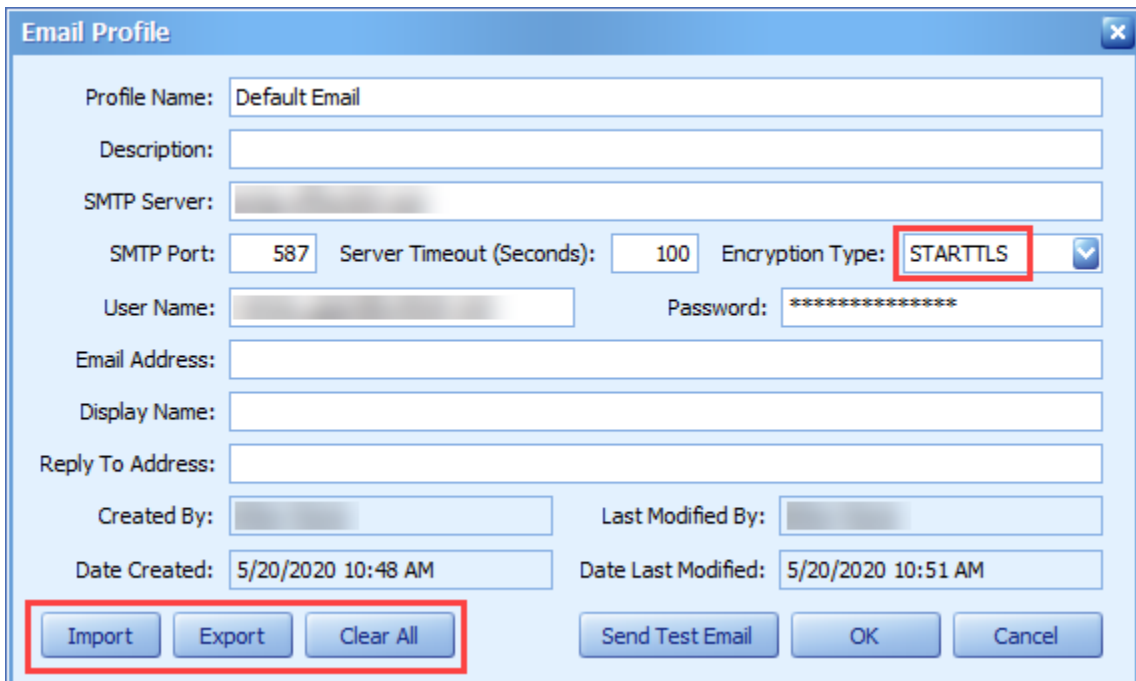 Email Profile
Profile Name: Default Email
Description:
SMTP Server:
SMTP Port: 587 Server Timeout (Seconds): 100 Encryption Type: STARTTLS
User Name: Password: **************
Email Address:
Display Name:
Reply To Address:
Created By: Last Modified By:
Date Created: 5/20/2020 10:48 AM Date Last Modified: 5/20/2020 10:51 AM
Import Export Clear All Send Test Email OK Cancel